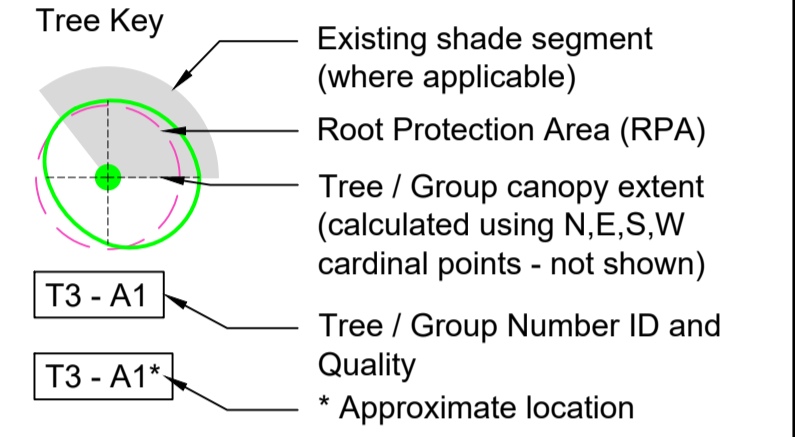 Tree Key
Existing shade segment
(where applicable)
Root Protection Area (RPA)
Tree / Group canopy extent
(calculated using N,E,S,W
cardinal points - not shown)
T3 - A1
Tree / Group Number ID and
Quality
T3 - A1*
* Approximate location